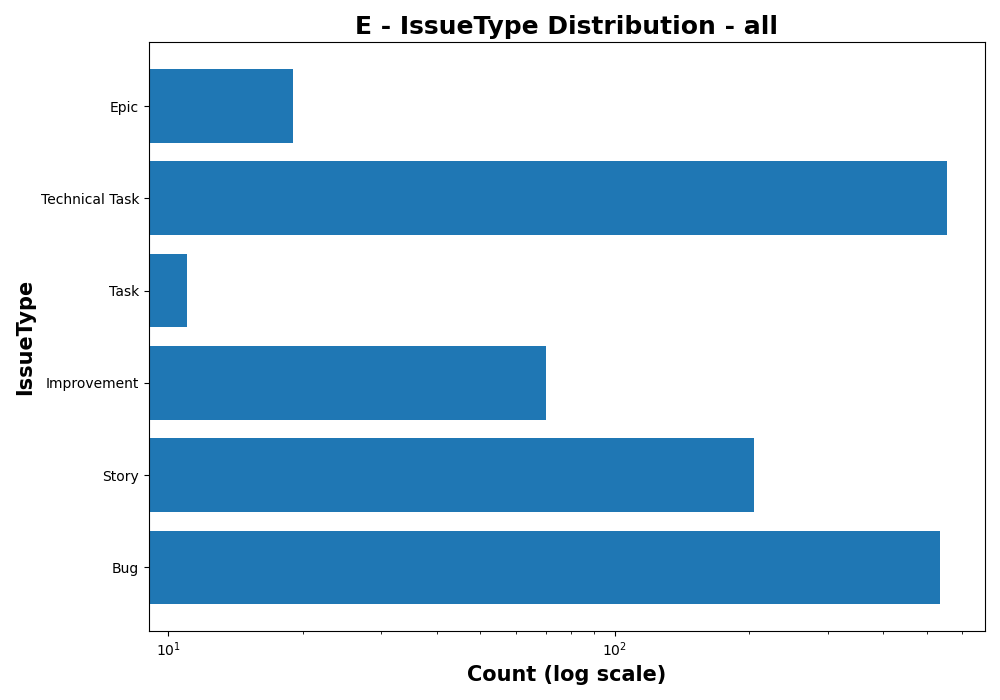 E - IssueType Distribution - all
Epic
Technical Task
Task
Improvement
Story
Bug
IssueType
10¹
10²
Count (log scale)